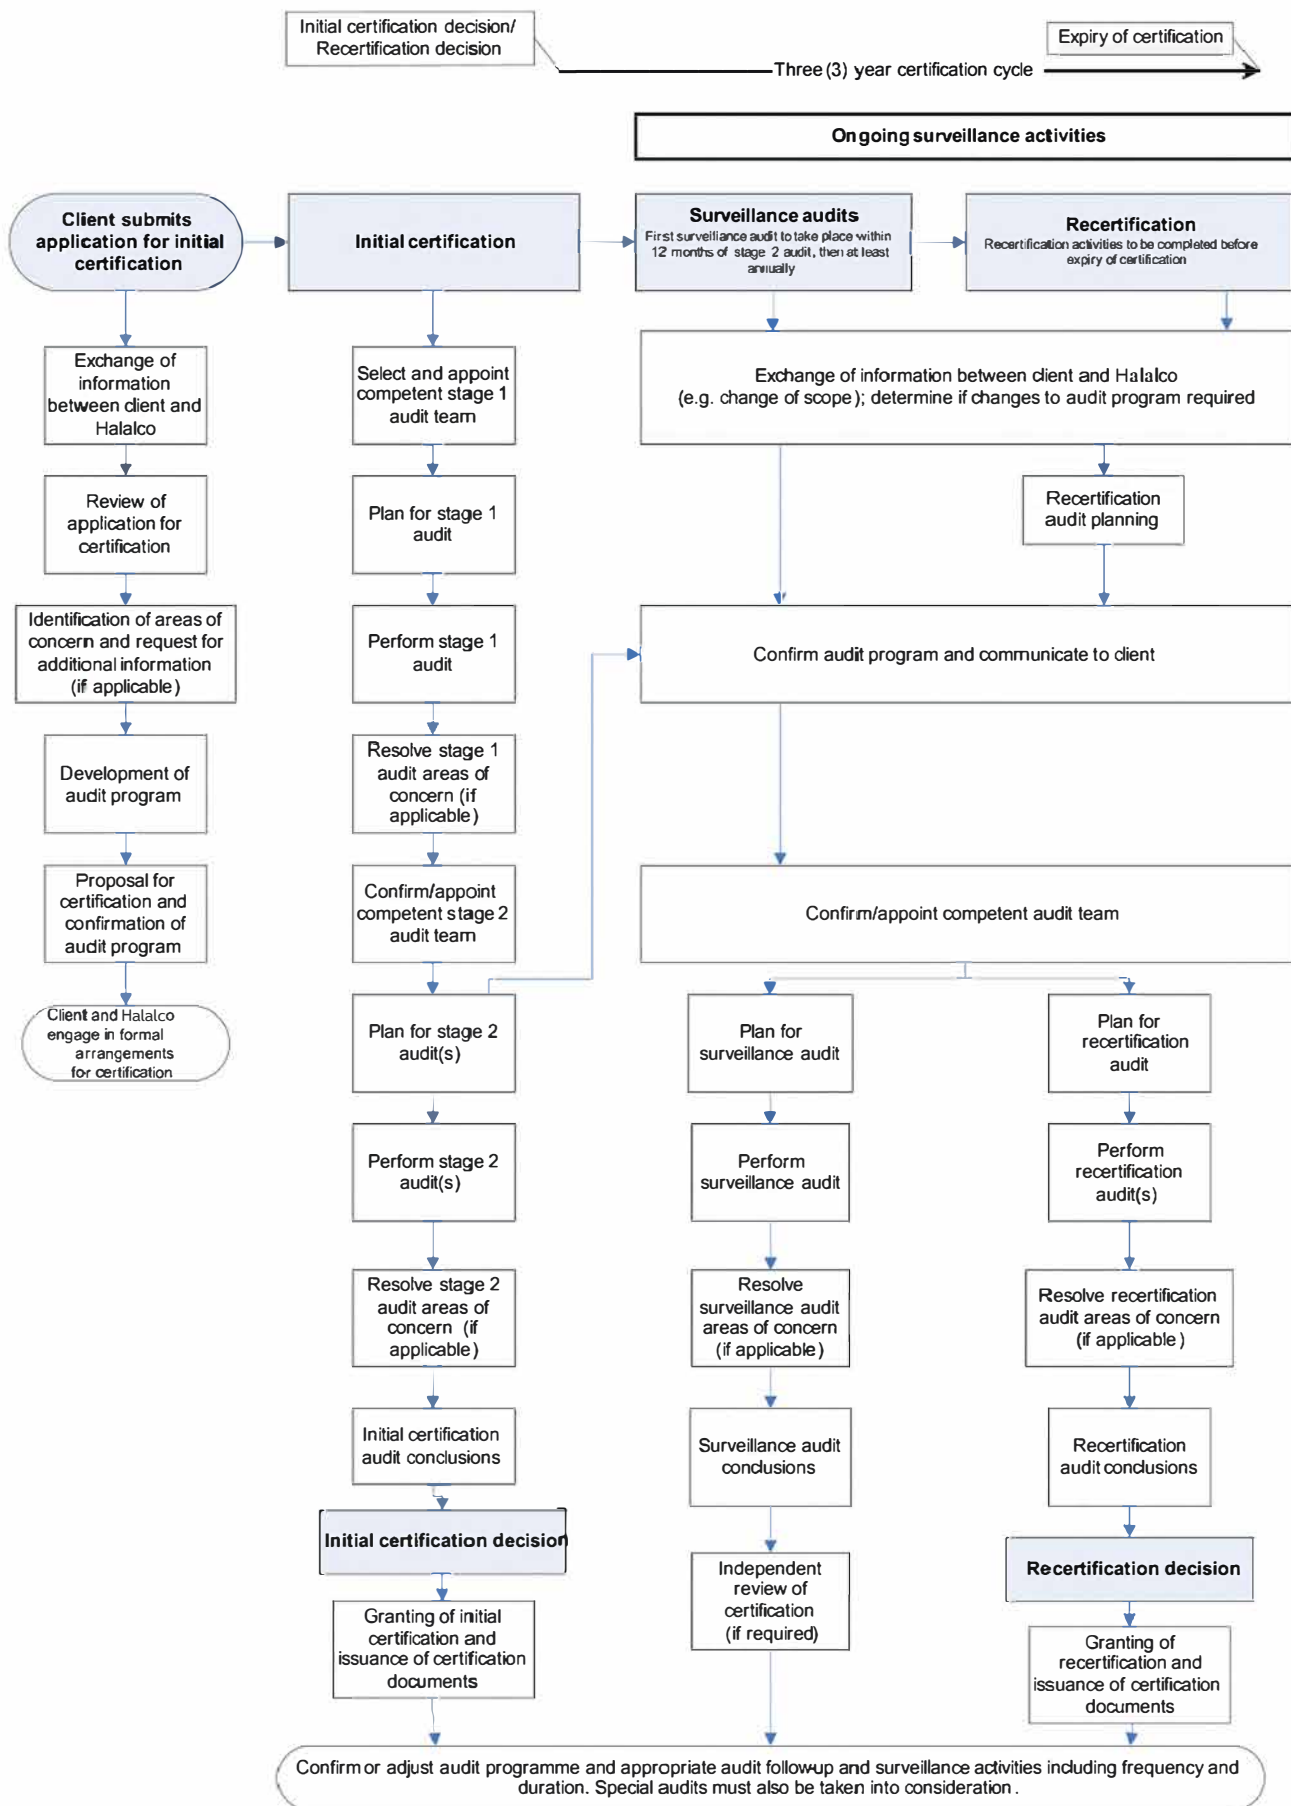 Initial certification decision/
Recertification decision
Expiry of certification
Three (3) year certification cycle
Ongoing surveillance activities
Client submits
application for initial
certification
Initial certification
Surveillance audits
First surveillance audit to take place within
12 months of stage 2 audit, then at least
annually
Recertification
Recertification activities to be completed before
expiry of certification
Exchange of
information
between client and
Halalco
Review of
application for
certification
Identification of areas of
concern and request for
additional information
(if applicable)
Development of
audit program
Proposal for
certification and
confirmation of
audit program
Client and Halalco
engage in formal
arrangements
for certification
Select and appoint
competent stage 1
audit team
Plan for stage 1
audit
Perform stage 1
audit
Resolve stage 1
audit areas of
concern (if
applicable)
Confirm/appoint
competent stage 2
audit team
Plan for stage 2
audit(s)
Perform stage 2
audit(s)
Resolve stage 2
audit areas of
concern (if
applicable)
Initial certification
audit conclusions
Initial certification decision
Granting of initial
certification and
issuance of certification
documents
Exchange of information between client and Halalco
(e.g. change of scope); determine if changes to audit program required
Recertification
audit planning
Confirm audit program and communicate to client
Confirm/appoint competent audit team
Plan for
surveillance audit
Perform
surveillance audit
Resolve
surveillance audit
areas of concern
(if applicable)
Surveillance audit
conclusions
Independent
review of
certification
(if required)
Plan for
recertification
audit
Perform
recertification
audit(s)
Resolve recertification
audit areas of concern
(if applicable)
Recertification
audit conclusions
Recertification decision
Granting of
recertification and
issuance of certification
documents
Confirm or adjust audit programme and appropriate audit follow-up and surveillance activities including frequency and
duration. Special audits must also be taken into consideration.